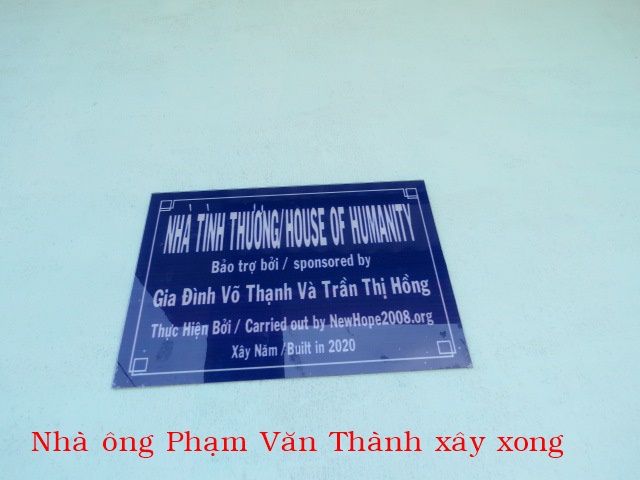 NHÀ TÌNH THƯƠNG/HOUSE OF HUMANITY
Bảo trợ bởi / sponsored by
Gia Đình Võ Thạnh Và Trần Thị Hồng
Thực Hiện Bởi / Carried out by NewHope2008.org
Xây Năm /Built in 2020
Nhà ông Phạm Văn Thành xây xong